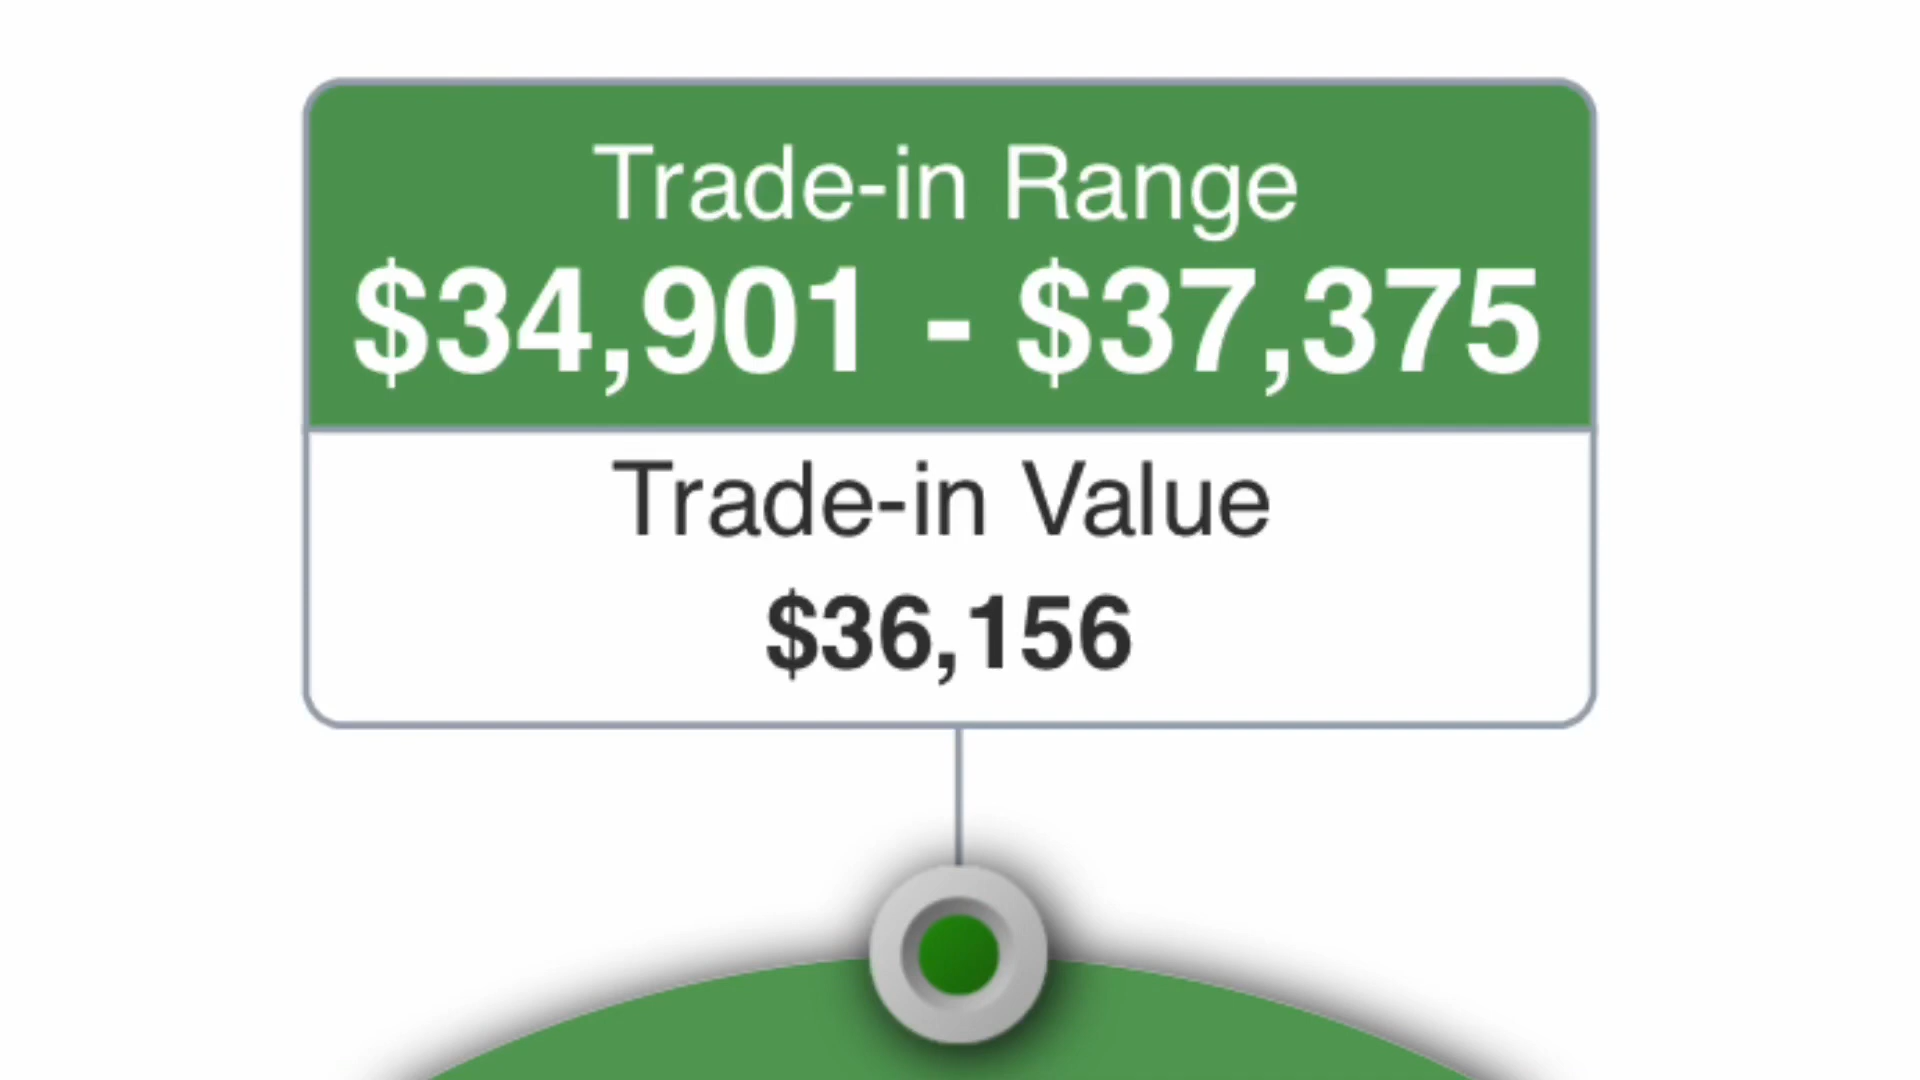 Trade-in Range
$34,901 - $37,375
Trade-in Value
$36,156